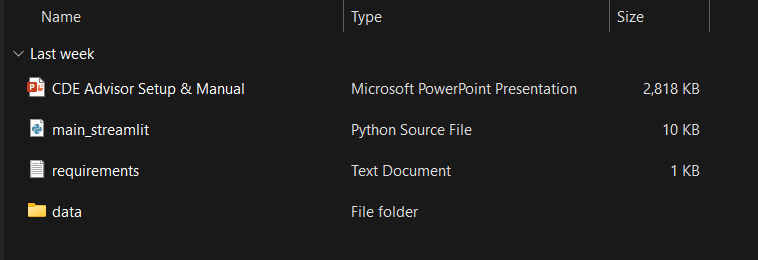 Name Type Size
Last week
CDE Advisor Setup & Manual Microsoft PowerPoint Presentation 2,818 KB
main_streamlit Python Source File 10 KB
requirements Text Document 1 KB
data File folder